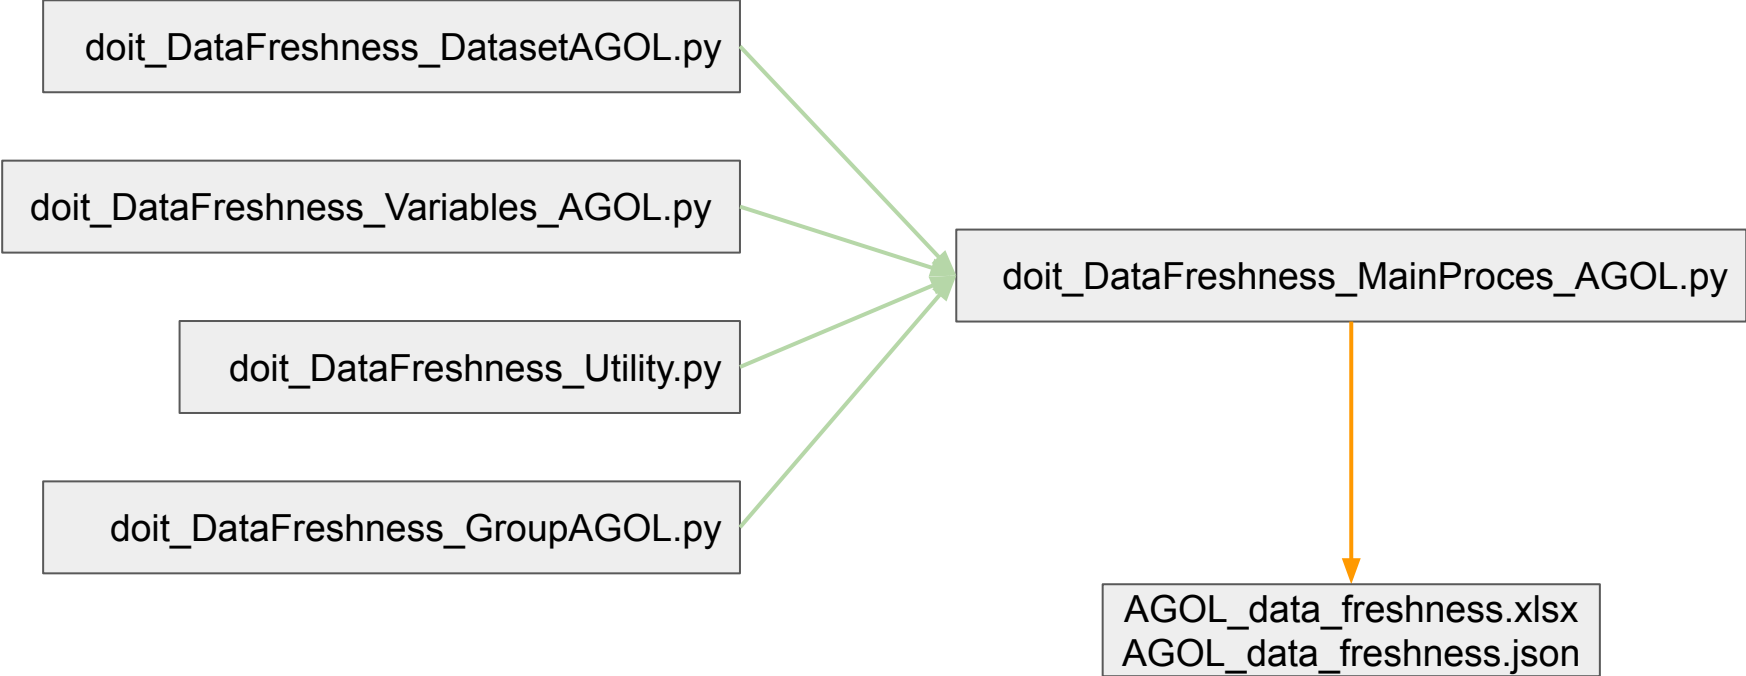 doit_DataFreshness_DatasetAGOL.py
doit_DataFreshness_Variables_AGOL.py
doit_DataFreshness_MainProces_AGOL.py
doit_DataFreshness_Utility.py
doit_DataFreshness_GroupAGOL.py
AGOL_data_freshness.xlsx
AGOL_data_freshness.json